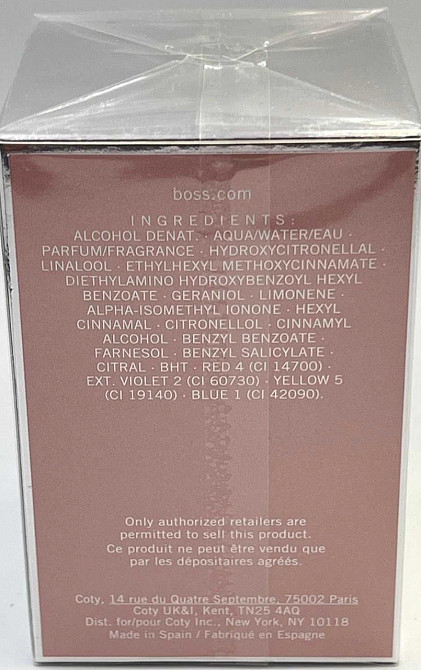 boss.com
INGREDIENTS:
ALCOHOL DENAT. · AQUA/WATER/EAU ·
PARFUM/FRAGRANCE · HYDROXYCITRONELLAL ·
LINALOOL · ETHYLHEXYL METHOXYCINNAMATE ·
DIETHYLAMINO HYDROXYBENZOYL HEXYL
BENZOATE · GERANIOL · LIMONENE ·
ALPHA-ISOMETHYL IONONE · HEXYL
CINNAMAL · CITRONELLOL · CINNAMYL
ALCOHOL · BENZYL BENZOATE ·
FARNESOL · BENZYL SALICYLATE ·
CITRAL · BHT · RED 4 (CI 14700) ·
EXT. VIOLET 2 (CI 60730) · YELLOW 5
(CI 19140) · BLUE 1 (CI 42090).
Only authorized retailers are
permitted to sell this product.
Ce produit ne peut être vendu que
par les dépositaires agréés.
Coty, 14 rue du Quatre Septembre, 75002 Paris
Coty UK&I, Kent, TN25 4AQ
Dist. for/pour Coty Inc., New York, NY 10118
Made in Spain / Fabriqué en Espagne